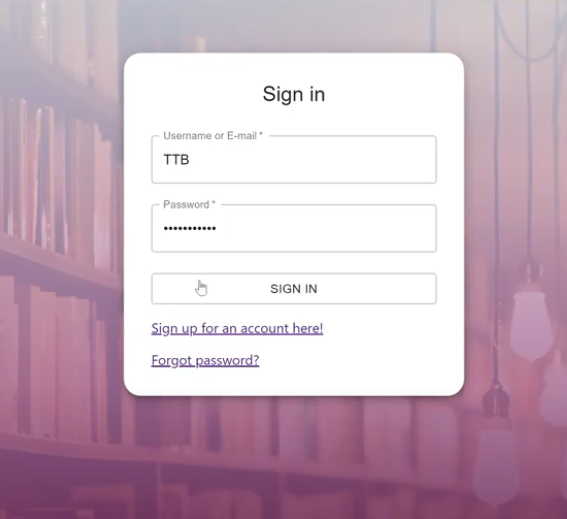 Sign in
Username or E-mail *
TTB
Password *
•••••••••••
SIGN IN
Sign up for an account here!
Forgot password?